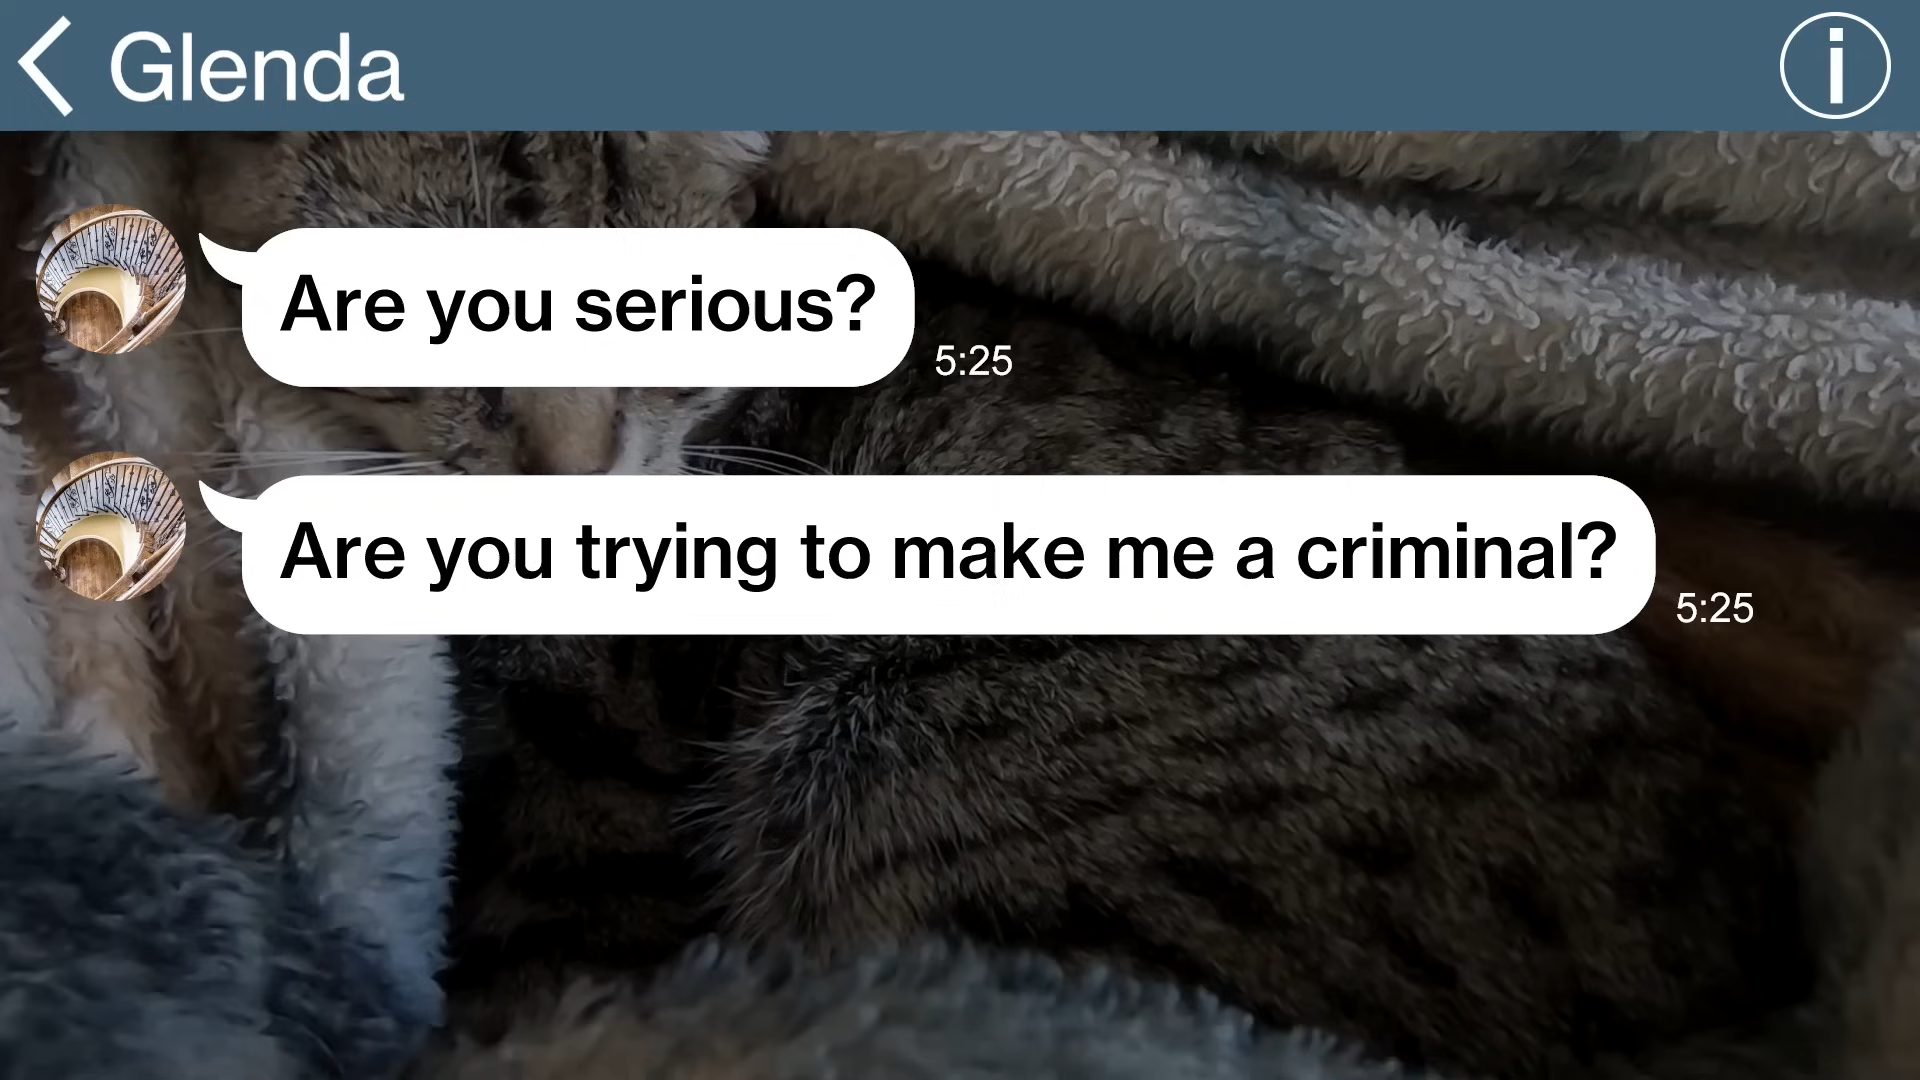 Glenda
Are you serious?
5:25
Are you trying to make me a criminal?
5:25